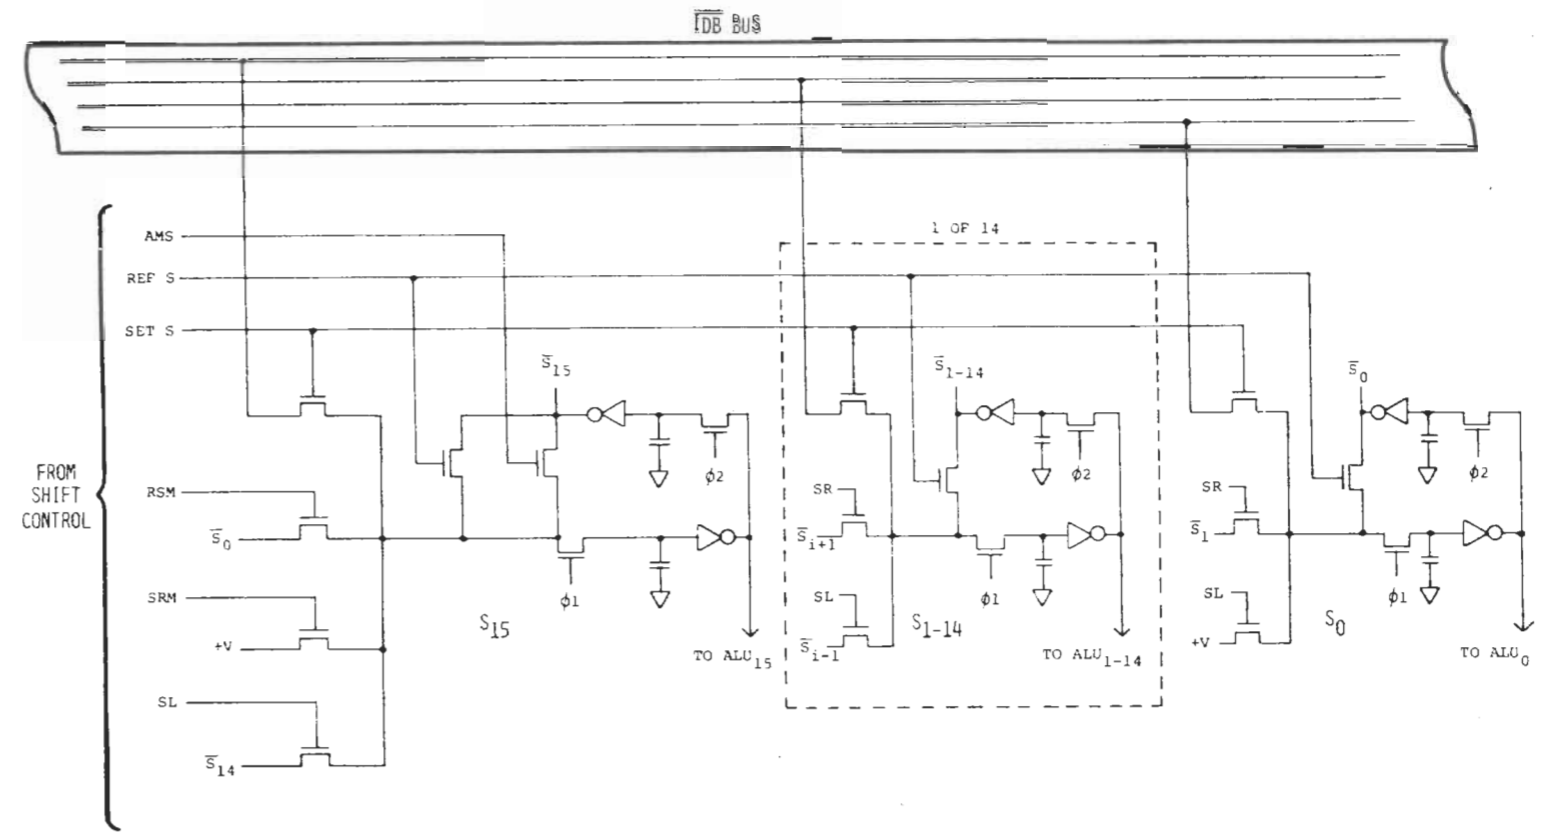 I̅D̅B̅ BUS
1 OF 14
AMS
REF S
SET S
S̅15
S̅1-14
S̅0
FROM
SHIFT
CONTROL
RSM
S̅0
SRM
+V
SL
S̅14
ϕ2
ϕ1
S15
TO ALU15
SR
S̅i+1
SL
S̅i-1
ϕ2
ϕ1
S1-14
TO ALU1-14
SR
S̅1
SL
+V
ϕ2
ϕ1
S0
TO ALU0